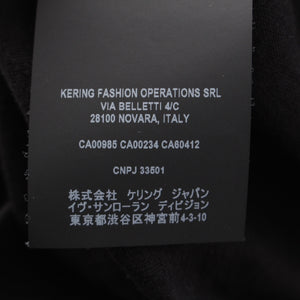 KERING FASHION OPERATIONS SRL
VIA BELLETTI 4/C
28100 NOVARA, ITALY
CA00985 CA00234 CA60412
CNPJ 33501
株式会社 ケリング ジャパン
イヴ・サンローラン ディビジョン
東京都渋谷区神宮前4-3-10